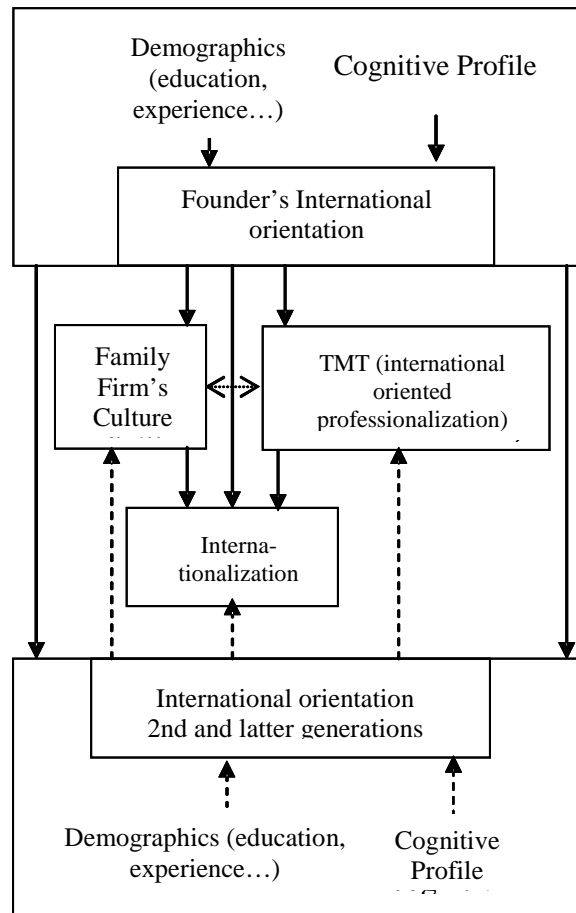 Demographics
(education,
experience…)
Cognitive Profile
Founder's International
orientation
Family
Firm's
Culture
TMT (international
oriented
professionalization)
Interna-
tionalization
International orientation
2nd and latter generations
Demographics (education,
experience…)
Cognitive
Profile